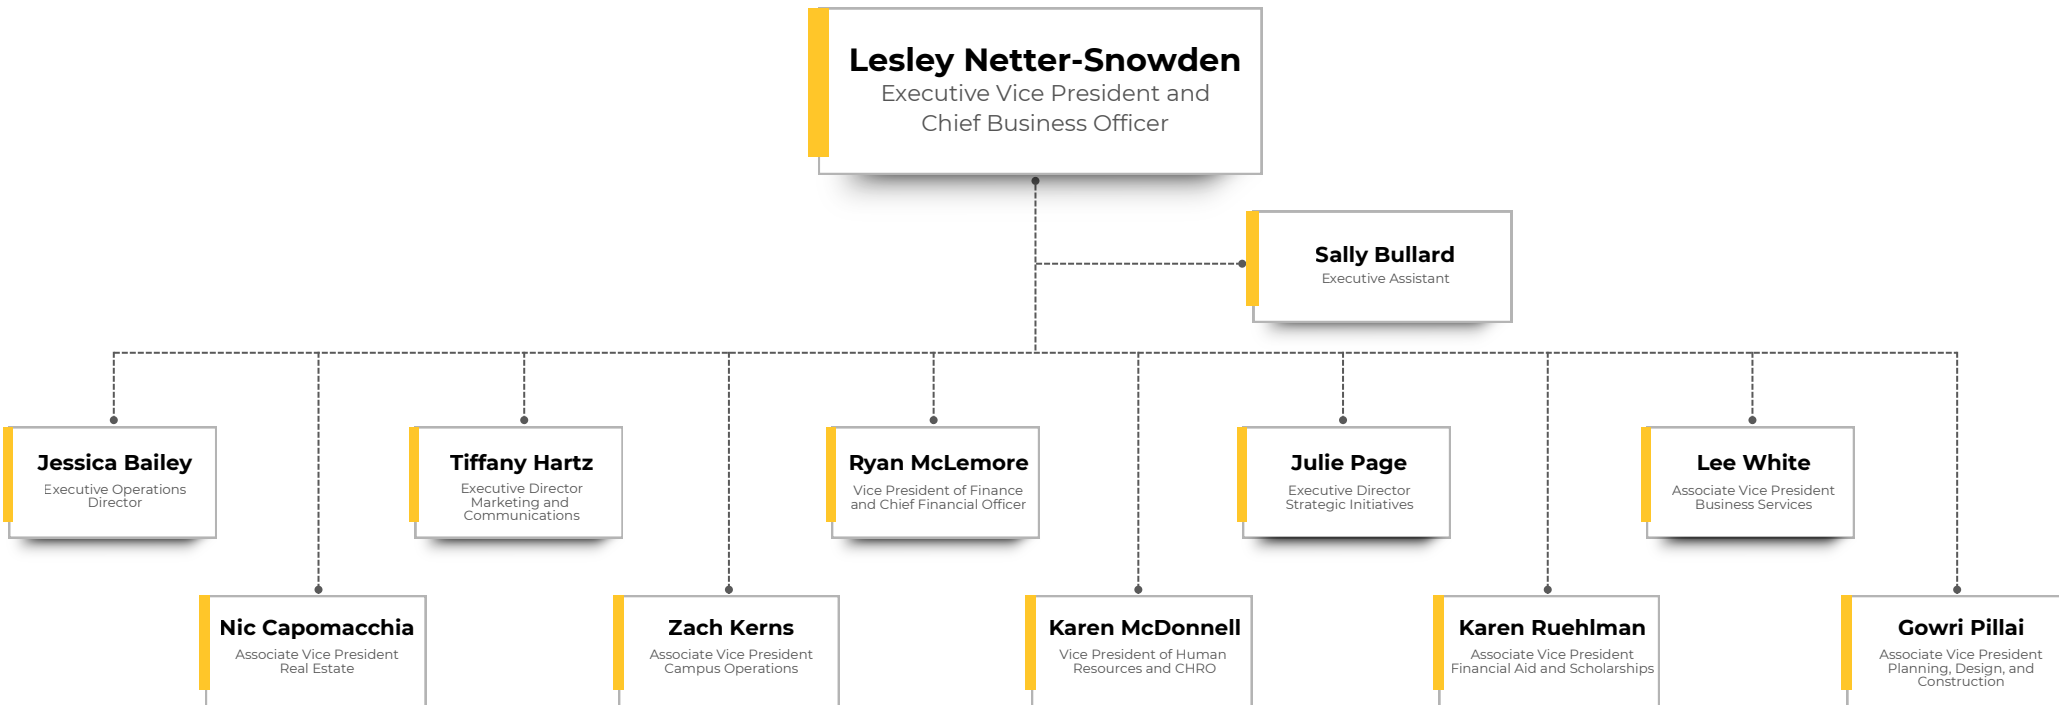 Lesley Netter-Snowden
Executive Vice President and
Chief Business Officer
Sally Bullard
Executive Assistant
Jessica Bailey
Executive Operations
Director
Tiffany Hartz
Executive Director
Marketing and
Communications
Ryan McLemore
Vice President of Finance
and Chief Financial Officer
Julie Page
Executive Director
Strategic Initiatives
Lee White
Associate Vice President
Business Services
Nic Capomacchia
Associate Vice President
Real Estate
Zach Kerns
Associate Vice President
Campus Operations
Karen McDonnell
Vice President of Human
Resources and CHRO
Karen Ruehlman
Associate Vice President
Financial Aid and Scholarships
Gowri Pillai
Associate Vice President
Planning, Design, and
Construction